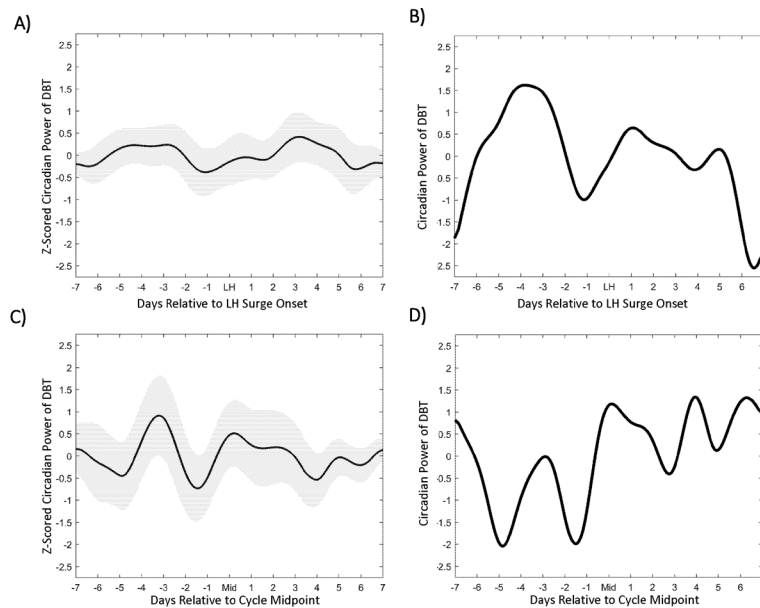 A)
Z-Scored Circadian Power of DBT
2.5
2
1.5
1
0.5
0
-0.5
-1
-1.5
-2
-2.5
-7 -6 -5 -4 -3 -2 -1 LH 1 2 3 4 5 6 7
Days Relative to LH Surge Onset
B)
Circadian Power of DBT
2.5
2
1.5
1
0.5
0
-0.5
-1
-1.5
-2
-2.5
-7 -6 -5 -4 -3 -2 -1 LH 1 2 3 4 5 6
Days Relative to LH Surge Onset
C)
Z-Scored Circadian Power of DBT
2.5
2
1.5
1
0.5
0
-0.5
-1
-1.5
-2
-2.5
-7 -6 -5 -4 -3 -2 -1 Mid 1 2 3 4 5 6 7
Days Relative to Cycle Midpoint
D)
Circadian Power of DBT
2.5
2
1.5
1
0.5
0
-0.5
-1
-1.5
-2
-2.5
-7 -6 -5 -4 -3 -2 -1 Mid 1 2 3 4 5 6
Days Relative to Cycle Midpoint